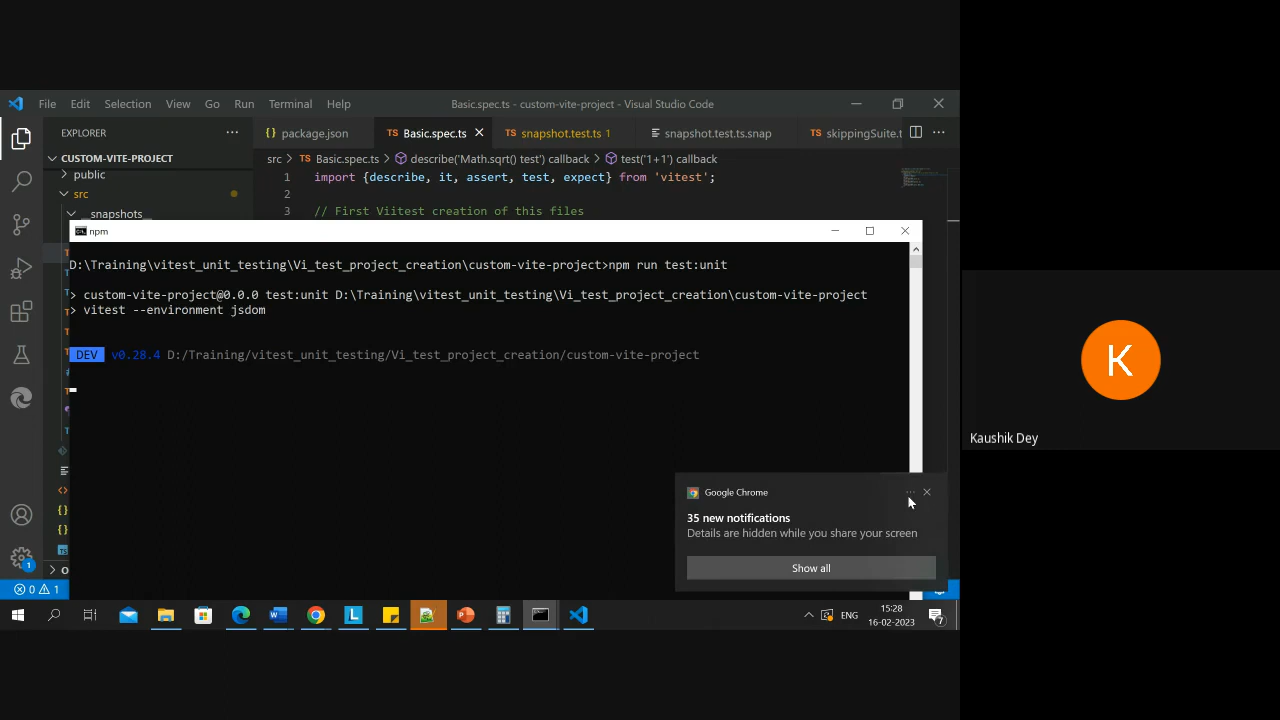 File Edit Selection View Go Run Terminal Help
Basic.spec.ts - custom-vite-project - Visual Studio Code
EXPLORER
package.json
Basic.spec.ts
snapshot.test.ts 1
snapshot.test.ts.snap
skippingSuite.t
CUSTOM-VITE-PROJECT
public
src
__snapshots__
src > Basic.spec.ts > describe('Math.sqrt() test') callback > test('1+1') callback
1 import {describe, it, assert, test, expect} from 'vitest';
2
3 // First Viitest creation of this files
npm
D:\Training\vitest_unit_testing\Vi_test_project_creation\custom-vite-project>npm run test:unit
> custom-vite-project@0.0.0 test:unit D:\Training\vitest_unit_testing\Vi_test_project_creation\custom-vite-project
> vitest --environment jsdom
DEV v0.28.4 D:/Training/vitest_unit_testing/Vi_test_project_creation/custom-vite-project
Google Chrome
35 new notifications
Details are hidden while you share your screen
Show all
0 1
ENG
15:28
16-02-2023
7
K
Kaushik Dey